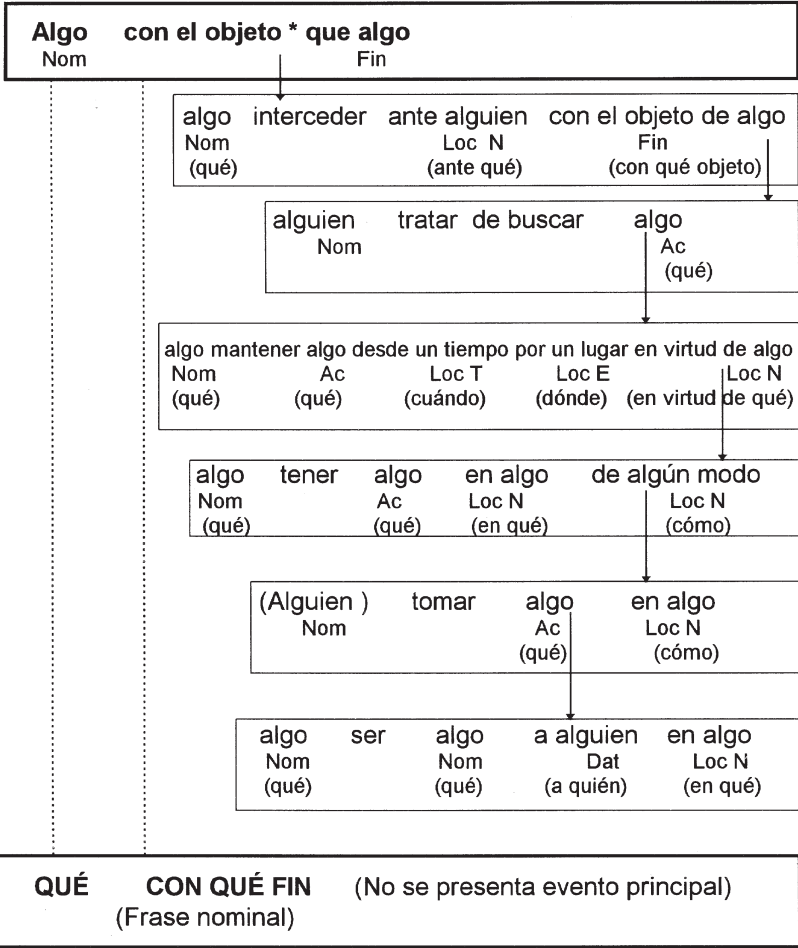 Algo con el objeto * que algo
Nom Fin
algo interceder ante alguien con el objeto de algo
Nom Loc N Fin
(qué) (ante qué) (con qué objeto)
alguien tratar de buscar algo
Nom Ac
(qué)
algo mantener algo desde un tiempo por un lugar en virtud de algo
Nom Ac Loc T Loc E Loc N
(qué) (qué) (cuándo) (dónde) (en virtud de qué)
algo tener algo en algo de algún modo
Nom Ac Loc N Loc N
(qué) (qué) (en qué) (cómo)
(Alguien ) tomar algo en algo
Nom Ac Loc N
(qué) (cómo)
algo ser algo a alguien en algo
Nom Nom Dat Loc N
(qué) (qué) (a quién) (en qué)
QUÉ CON QUÉ FIN (No se presenta evento principal)
(Frase nominal)